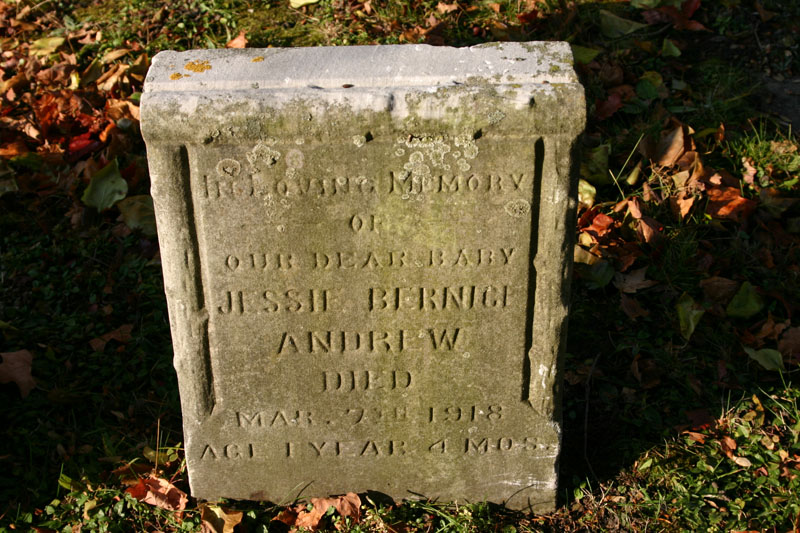 IN LOVING MEMORY
OF
OUR DEAR BABY
JESSIE BERNICE
ANDREW
DIED
MAR. 7TH 1918
AGE 1 YEAR 4 MOS.